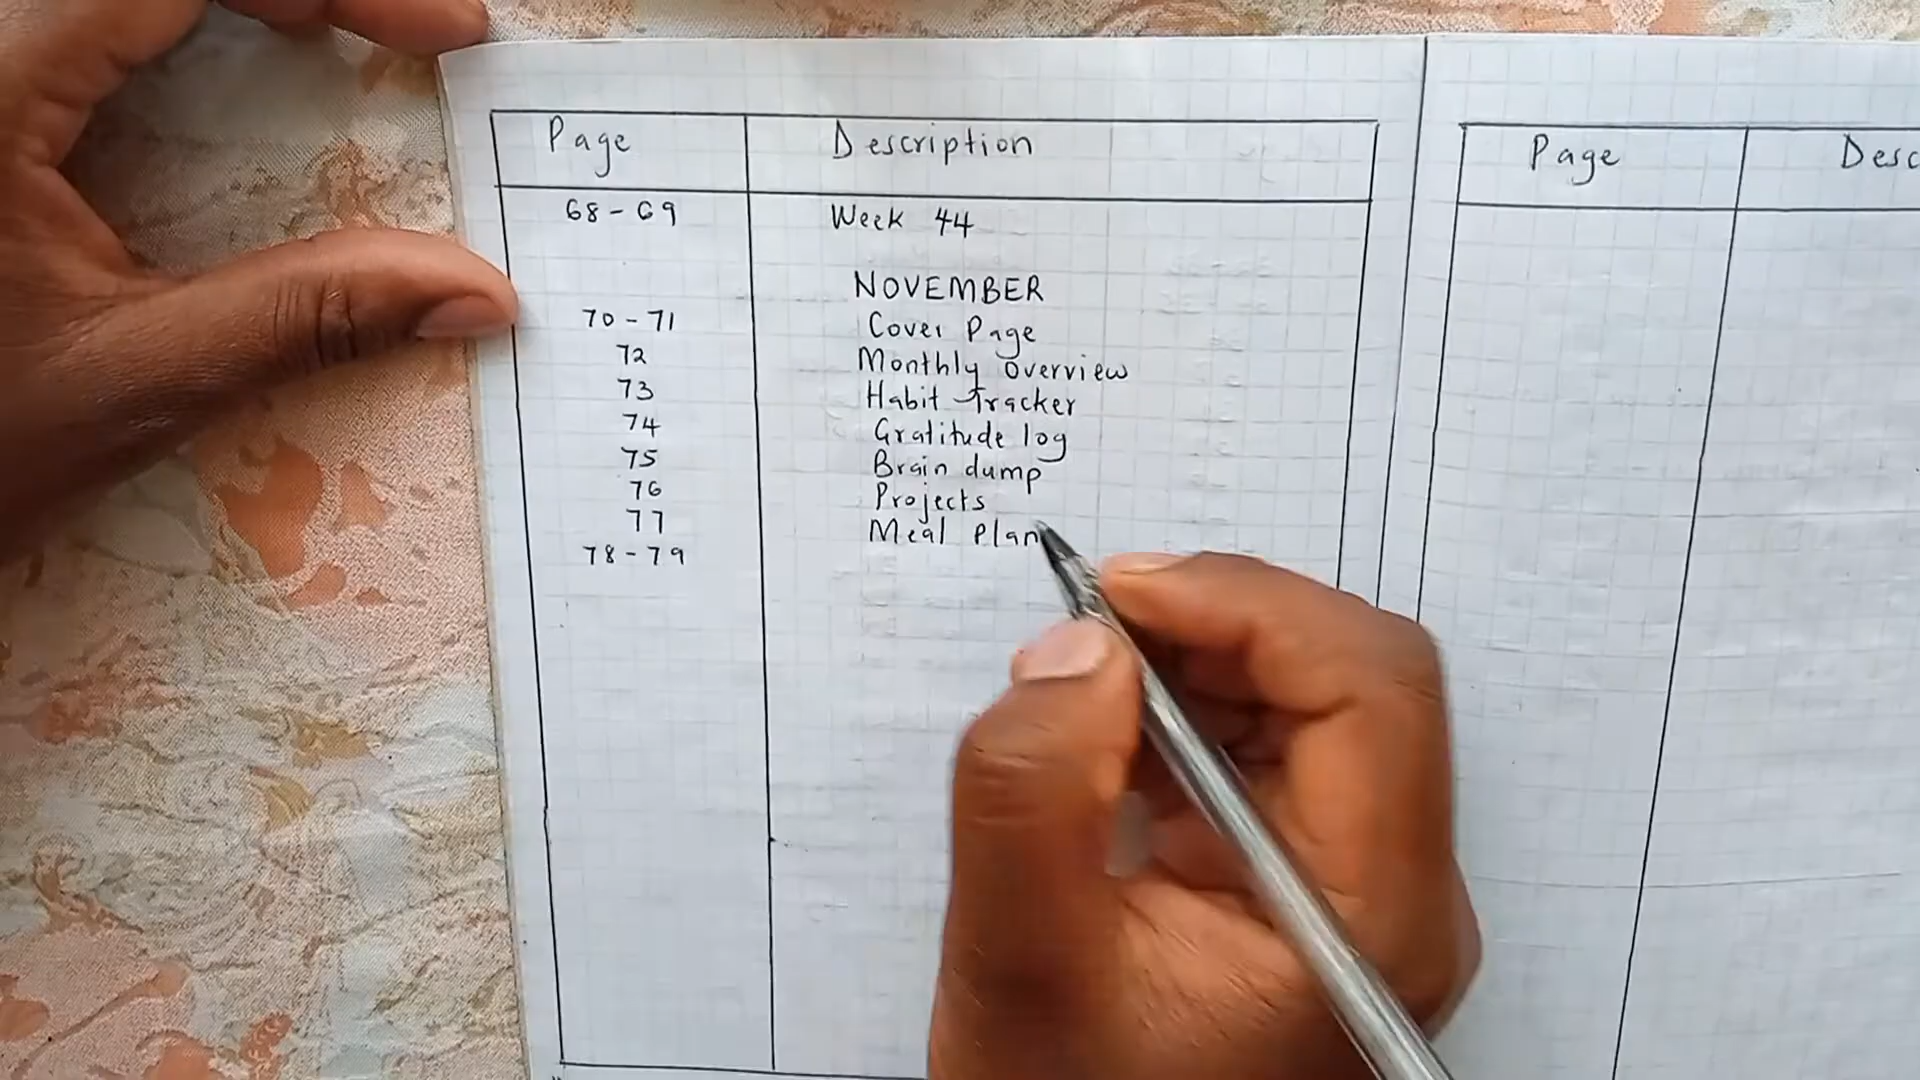 Page Description
68 - 69 Week 44
NOVEMBER
70 - 71 Cover Page
72 Monthly overview
73 Habit Tracker
74 Gratitude log
75 Brain dump
76 Projects
77 Meal Plan
78 - 79
Page Desc